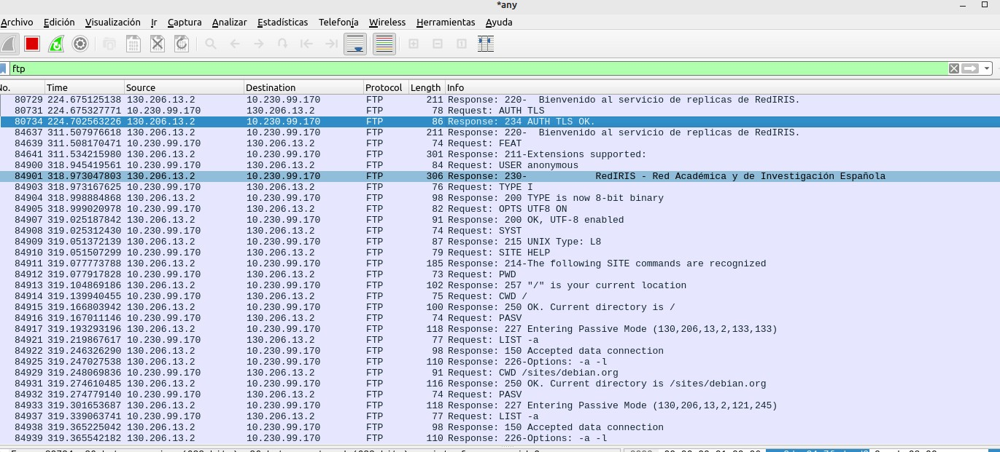 *any
Archivo Edición Visualización Ir Captura Analizar Estadísticas Telefonía Wireless Herramientas Ayuda
ftp
No. Time Source Destination Protocol Length Info
80729 224.675125138 130.206.13.2 10.230.99.170 FTP 211 Response: 220- Bienvenido al servicio de replicas de RedIRIS.
80731 224.675327771 10.230.99.170 130.206.13.2 FTP 78 Request: AUTH TLS
80734 224.702563226 130.206.13.2 10.230.99.170 FTP 86 Response: 234 AUTH TLS OK.
84637 311.507976618 130.206.13.2 10.230.99.170 FTP 211 Response: 220- Bienvenido al servicio de replicas de RedIRIS.
84639 311.508170471 10.230.99.170 130.206.13.2 FTP 74 Request: FEAT
84641 311.534215980 130.206.13.2 10.230.99.170 FTP 301 Response: 211-Extensions supported:
84900 318.945419561 10.230.99.170 130.206.13.2 FTP 84 Request: USER anonymous
84901 318.973047803 130.206.13.2 10.230.99.170 FTP 306 Response: 230- RedIRIS - Red Académica y de Investigación Española
84903 318.973167625 10.230.99.170 130.206.13.2 FTP 76 Request: TYPE I
84904 318.998884868 130.206.13.2 10.230.99.170 FTP 98 Response: 200 TYPE is now 8-bit binary
84905 318.999020978 10.230.99.170 130.206.13.2 FTP 82 Request: OPTS UTF8 ON
84907 319.025187842 130.206.13.2 10.230.99.170 FTP 91 Response: 200 OK, UTF-8 enabled
84908 319.025312430 10.230.99.170 130.206.13.2 FTP 74 Request: SYST
84909 319.051372139 130.206.13.2 10.230.99.170 FTP 87 Response: 215 UNIX Type: L8
84910 319.051507299 10.230.99.170 130.206.13.2 FTP 79 Request: SITE HELP
84911 319.077773788 130.206.13.2 10.230.99.170 FTP 185 Response: 214-The following SITE commands are recognized
84912 319.077917828 10.230.99.170 130.206.13.2 FTP 73 Request: PWD
84913 319.104869186 130.206.13.2 10.230.99.170 FTP 102 Response: 257 "/" is your current location
84914 319.139940455 10.230.99.170 130.206.13.2 FTP 75 Request: CWD /
84915 319.166803942 130.206.13.2 10.230.99.170 FTP 100 Response: 250 OK. Current directory is /
84916 319.167011146 10.230.99.170 130.206.13.2 FTP 74 Request: PASV
84917 319.193293196 130.206.13.2 10.230.99.170 FTP 118 Response: 227 Entering Passive Mode (130,206,13,2,133,133)
84921 319.219867617 10.230.99.170 130.206.13.2 FTP 77 Request: LIST -a
84922 319.246326290 130.206.13.2 10.230.99.170 FTP 98 Response: 150 Accepted data connection
84925 319.247027538 130.206.13.2 10.230.99.170 FTP 110 Response: 226-Options: -a -l
84929 319.248069836 10.230.99.170 130.206.13.2 FTP 91 Request: CWD /sites/debian.org
84931 319.274610485 130.206.13.2 10.230.99.170 FTP 116 Response: 250 OK. Current directory is /sites/debian.org
84932 319.274779140 10.230.99.170 130.206.13.2 FTP 74 Request: PASV
84933 319.301653687 130.206.13.2 10.230.99.170 FTP 118 Response: 227 Entering Passive Mode (130,206,13,2,121,245)
84937 319.339063741 10.230.99.170 130.206.13.2 FTP 77 Request: LIST -a
84938 319.365225042 130.206.13.2 10.230.99.170 FTP 98 Response: 150 Accepted data connection
84939 319.365542182 130.206.13.2 10.230.99.170 FTP 110 Response: 226-Options: -a -l